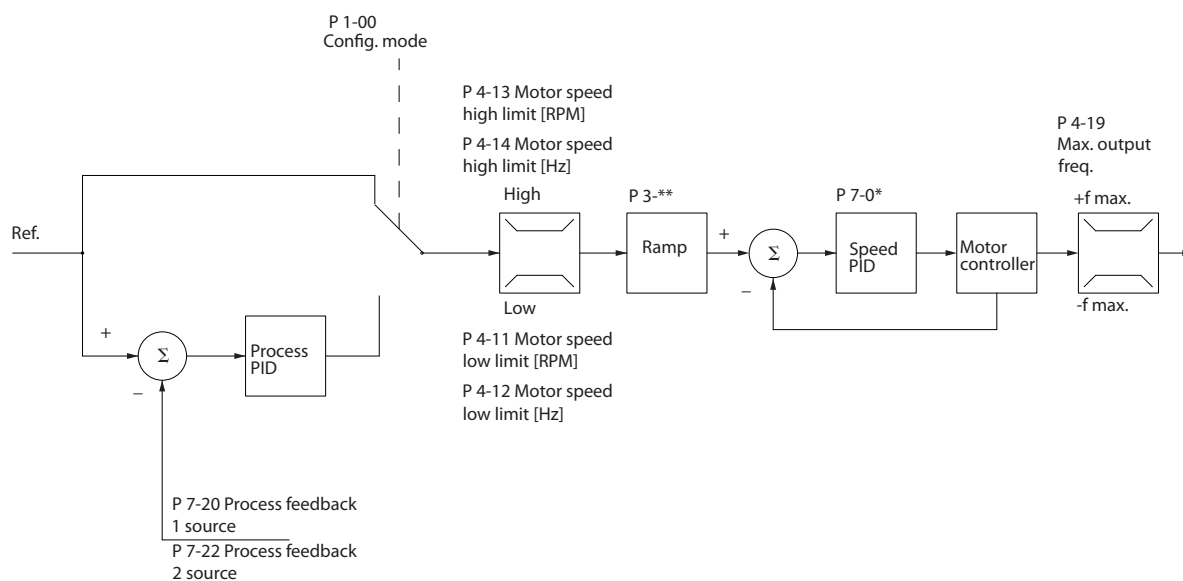 P 1-00
Config. mode
P 4-13 Motor speed
high limit [RPM]
P 4-14 Motor speed
high limit [Hz]
P 4-19
Max. output
freq.
High
P 3-**
P 7-0*
+f max.
Ref.
Ramp
+
Σ
−
Speed
PID
Motor
controller
Low
-f max.
+
Σ
−
Process
PID
P 4-11 Motor speed
low limit [RPM]
P 4-12 Motor speed
low limit [Hz]
P 7-20 Process feedback
1 source
P 7-22 Process feedback
2 source